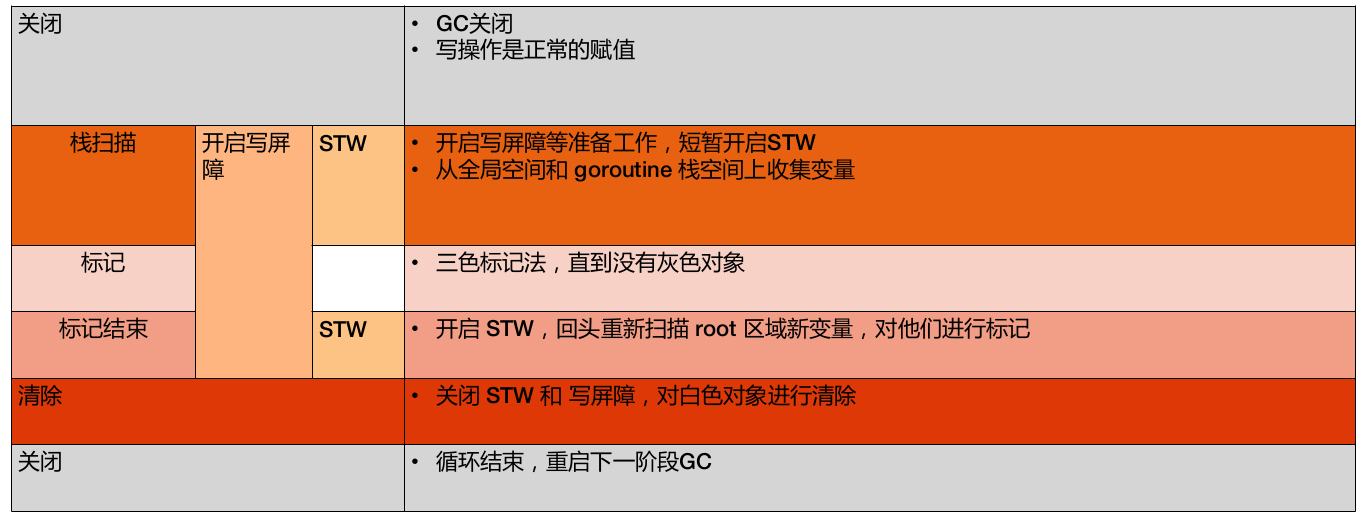 关闭
• GC关闭
• 写操作是正常的赋值
栈扫描
开启写屏
障
STW
• 开启写屏障等准备工作，短暂开启STW
• 从全局空间和 goroutine 栈空间上收集变量
标记
• 三色标记法，直到没有灰色对象
标记结束
STW
• 开启 STW，回头重新扫描 root 区域新变量，对他们进行标记
清除
• 关闭 STW 和 写屏障，对白色对象进行清除
关闭
• 循环结束，重启下一阶段GC